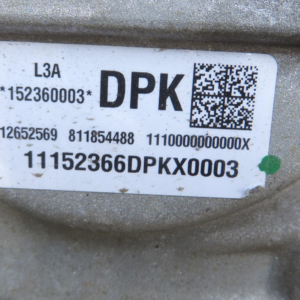 L3A
*152360003* DPK
12652569 811854488 1110000000000X
11152366DPKX0003